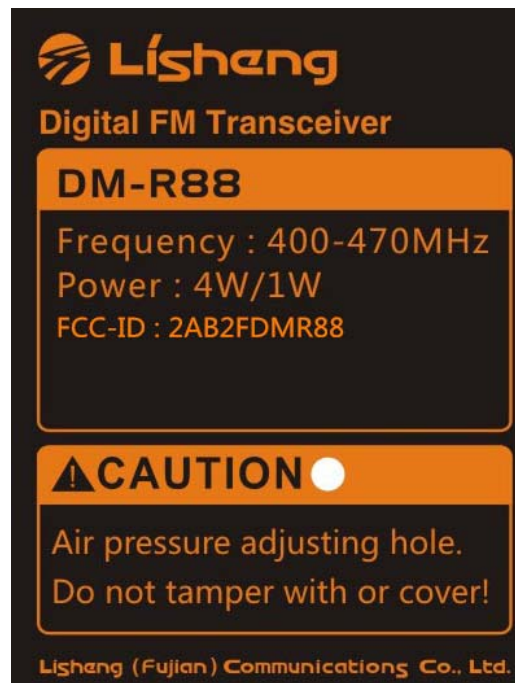 Lísheng
Digital FM Transceiver
DM-R88
Frequency : 400-470MHz
Power : 4W/1W
FCC-ID : 2AB2FDMR88
CAUTION
Air pressure adjusting hole.
Do not tamper with or cover!
Lisheng (Fujian) Communications Co., Ltd.